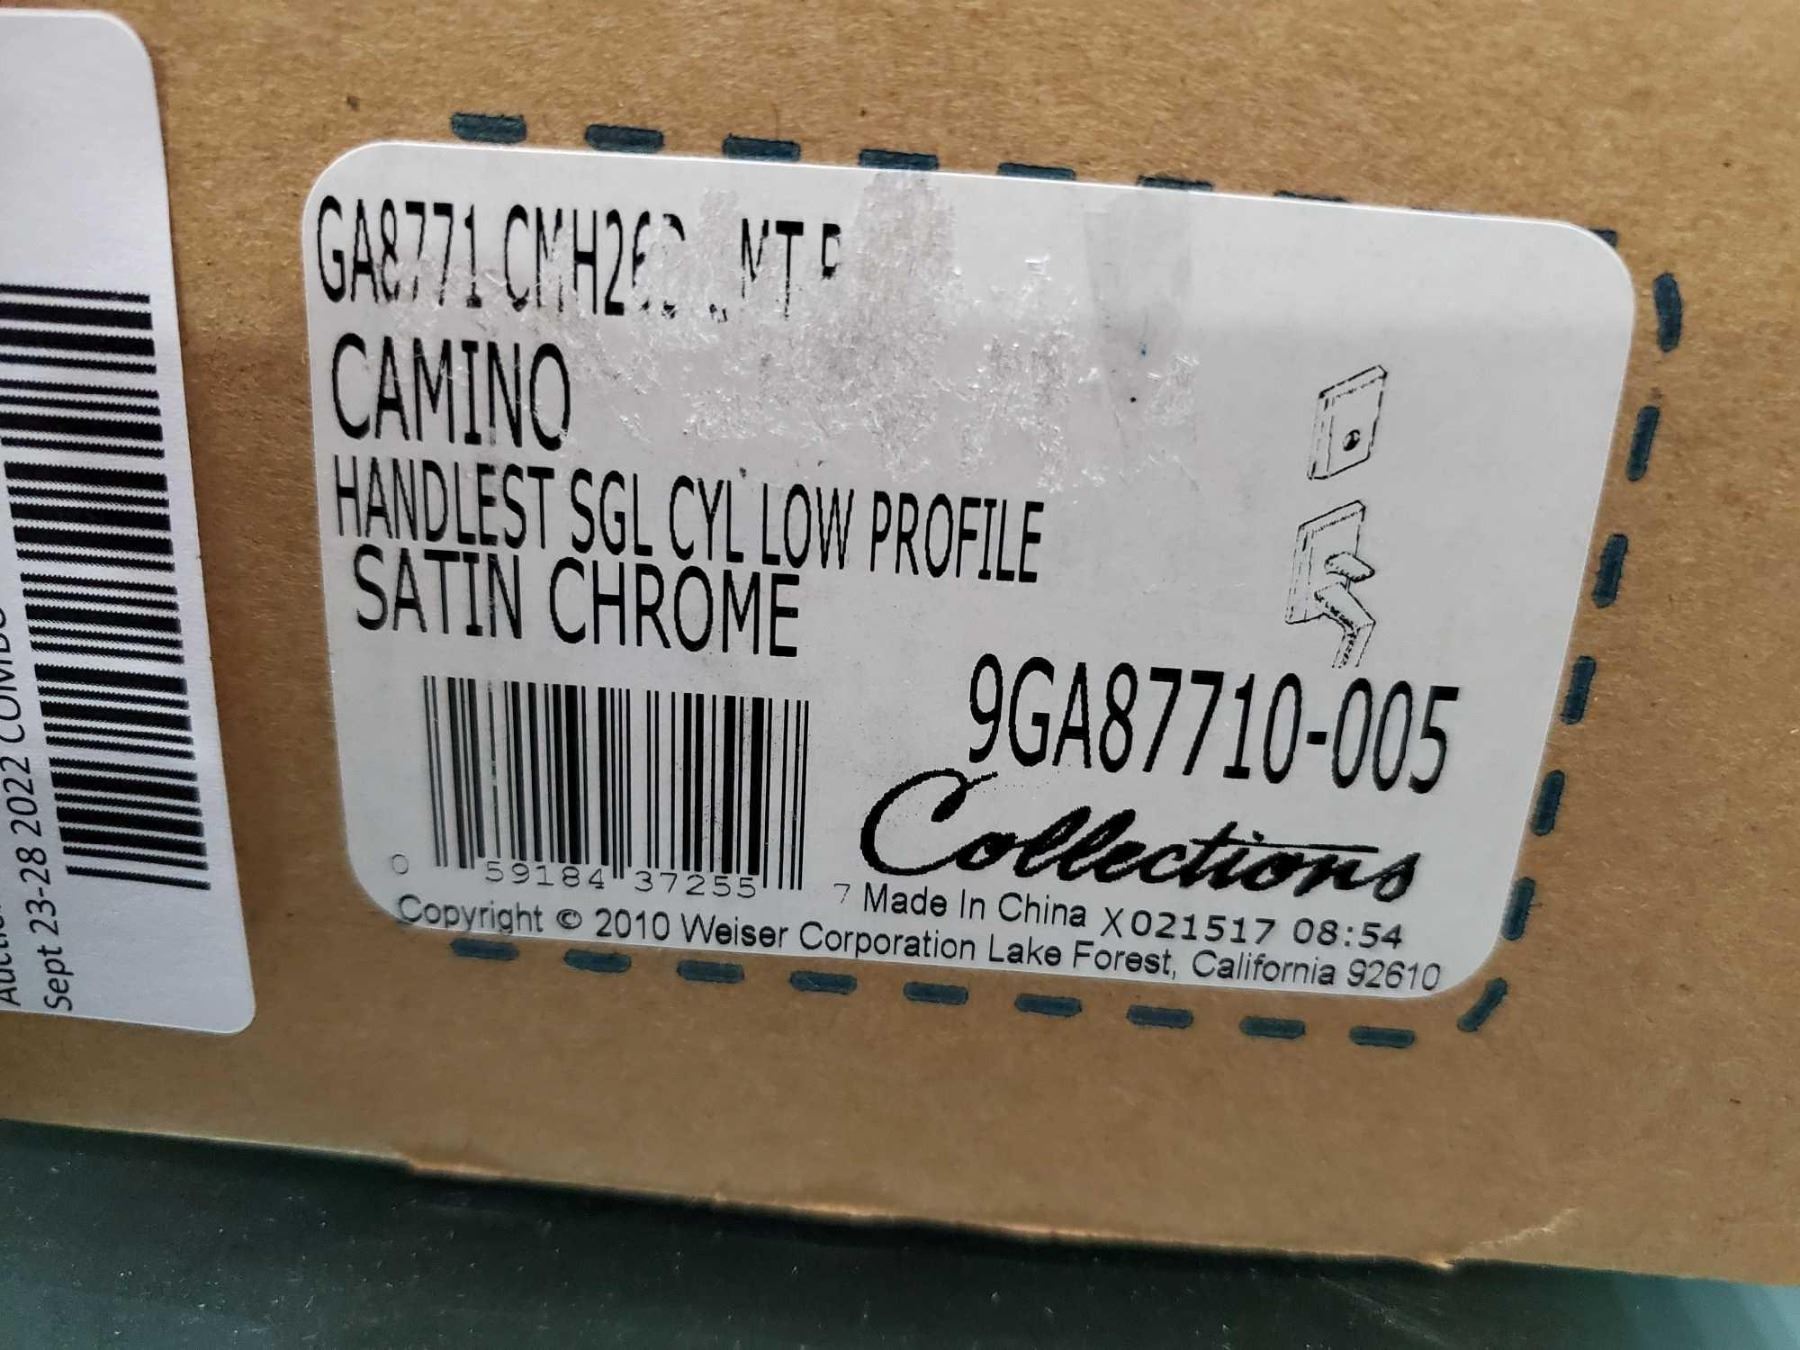 GA8771
CAMINO
HANDLEST SGL CYL LOW PROFILE
SATIN CHROME
9GA87710-005
Collections
0 59184 37255 7
Made In China X021517 08:54
Copyright © 2010 Weiser Corporation Lake Forest, California 92610
Sept 23-28 2022 COMBO